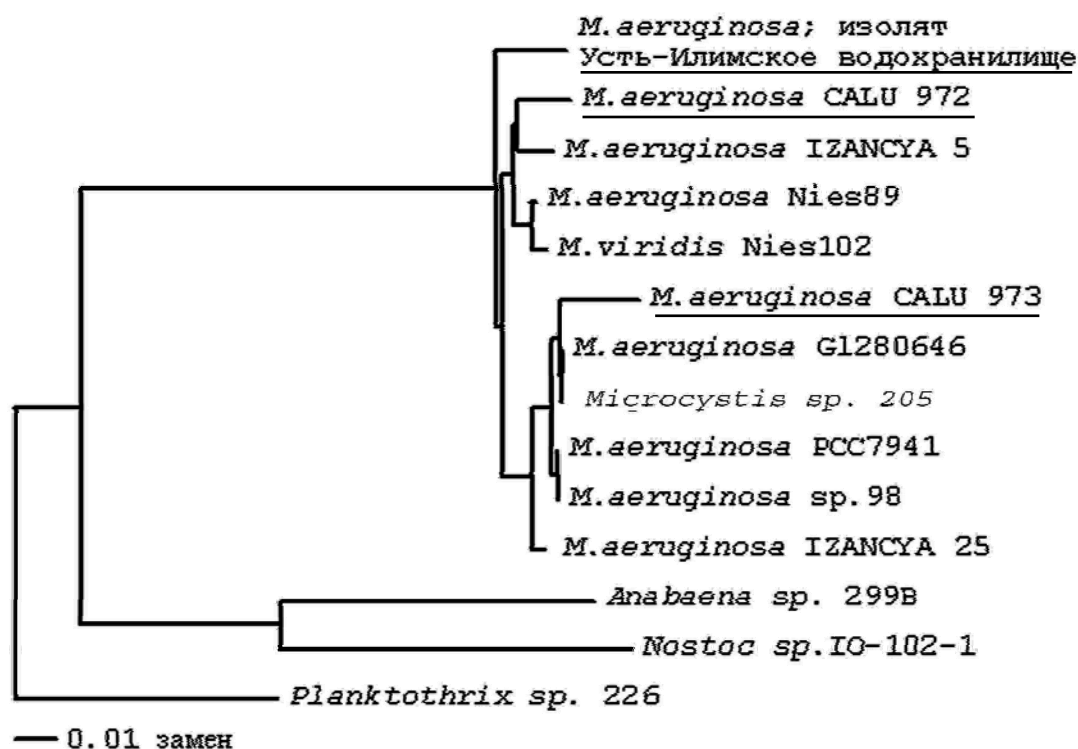 M.aeruginosa; изолят
Усть-Илимское водохранилище
M.aeruginosa CALU 972
M.aeruginosa IZANCYA 5
M.aeruginosa Nies89
M.viridis Nies102
M.aeruginosa CALU 973
M.aeruginosa Gl280646
Microcystis sp. 205
M.aeruginosa PCC7941
M.aeruginosa sp.98
M.aeruginosa IZANCYA 25
Anabaena sp. 299B
Nostoc sp.IO-102-1
Planktothrix sp. 226
0.01 замен